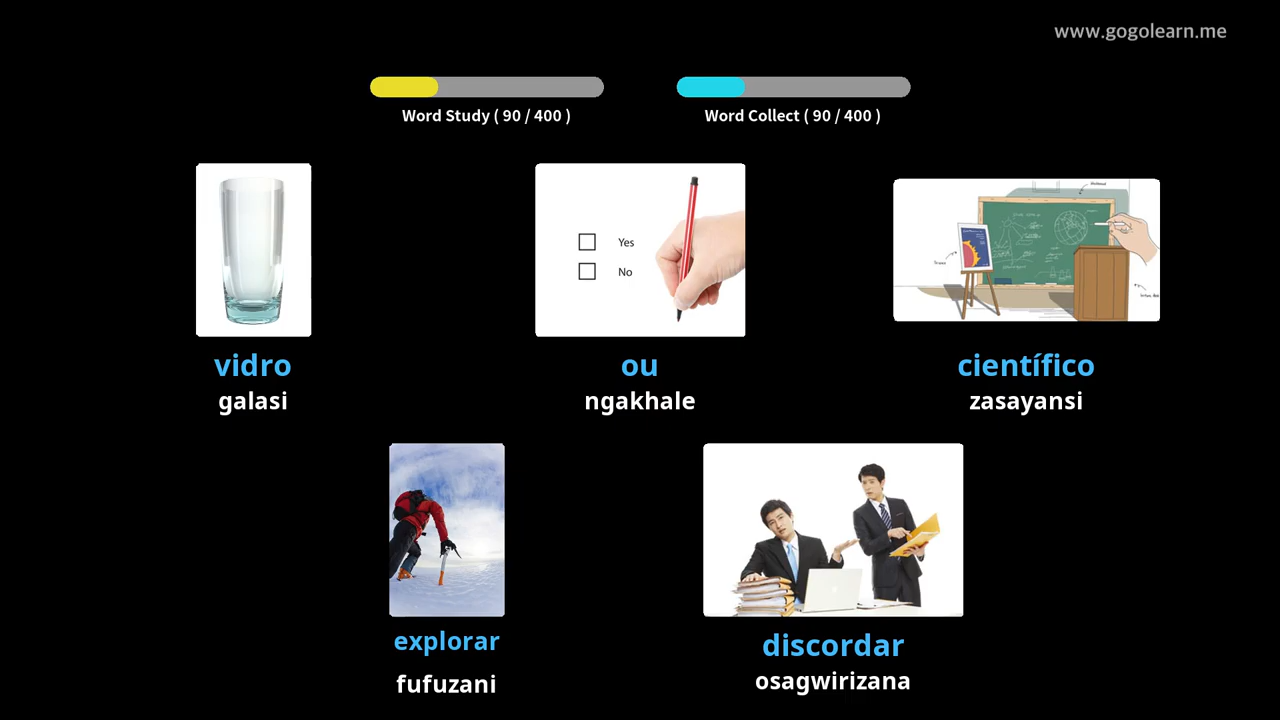 www.gogolearn.me
Word Study ( 90 / 400 )
Word Collect ( 90 / 400 )
Yes
No
vidro
galasi
ou
ngakhale
científico
zasayansi
explorar
fufuzani
discordar
osagwirizana